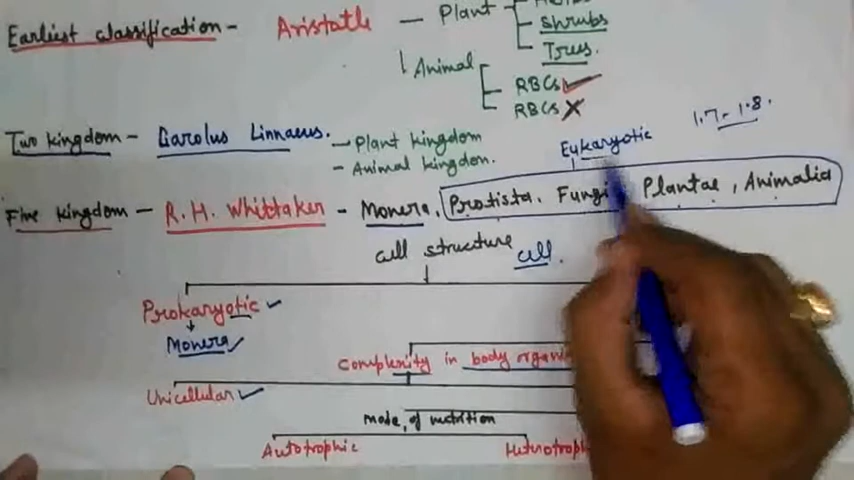 Earliest classification - Aristatle - Plant
Shrubs
Trees.
Animal
RBCs ✓
RBCs ✗
Two kingdom - Carolus Linnaeus. - Plant kingdom
- Animal kingdom.
Eukaryotic
1.7 - 1.8.
Five kingdom - R.H. Whittaker - Monera, Protista. Fungi Plantae, Animalia
cell structure
cell.
Prokaryotic ✓
Monera ✓
complexity in body
Unicellular ✓
mode of nutrition
Autotrophic